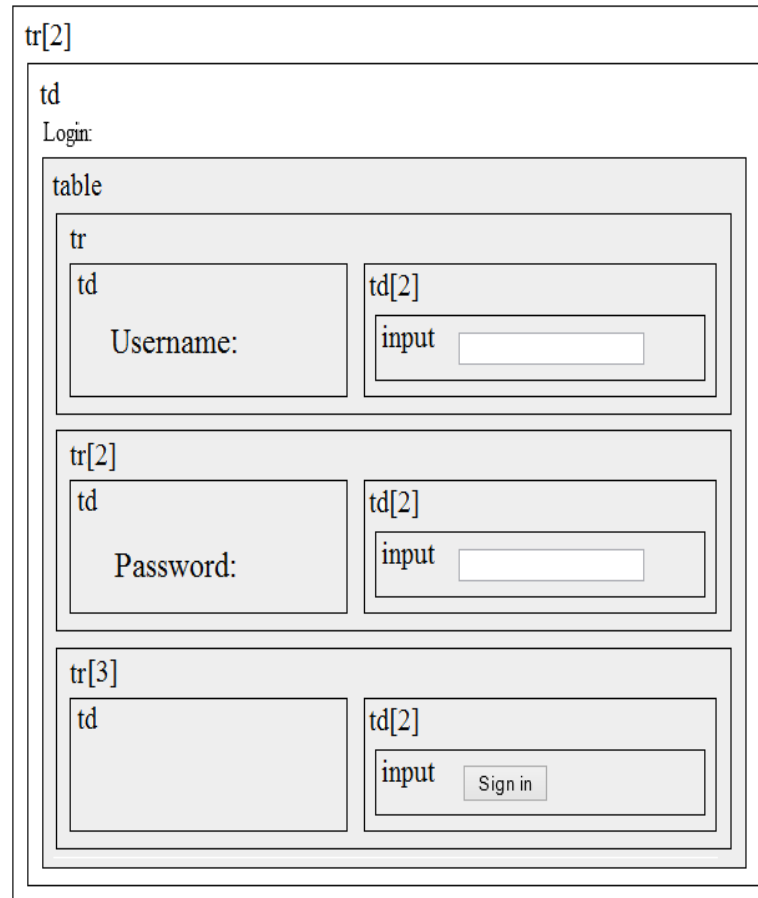 tr[2]
td
Login:
table
tr
td
Username:
td[2]
input
tr[2]
td
Password:
td[2]
input
tr[3]
td
td[2]
input
Sign in